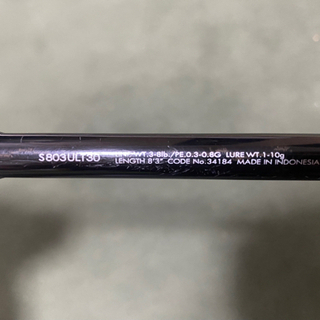 S803ULT30 WT.3-8lb./PE.0.3-0.8G LURE WT.1-10g
LENGTH.8'3" CODE No.34184 MADE IN INDONESIA